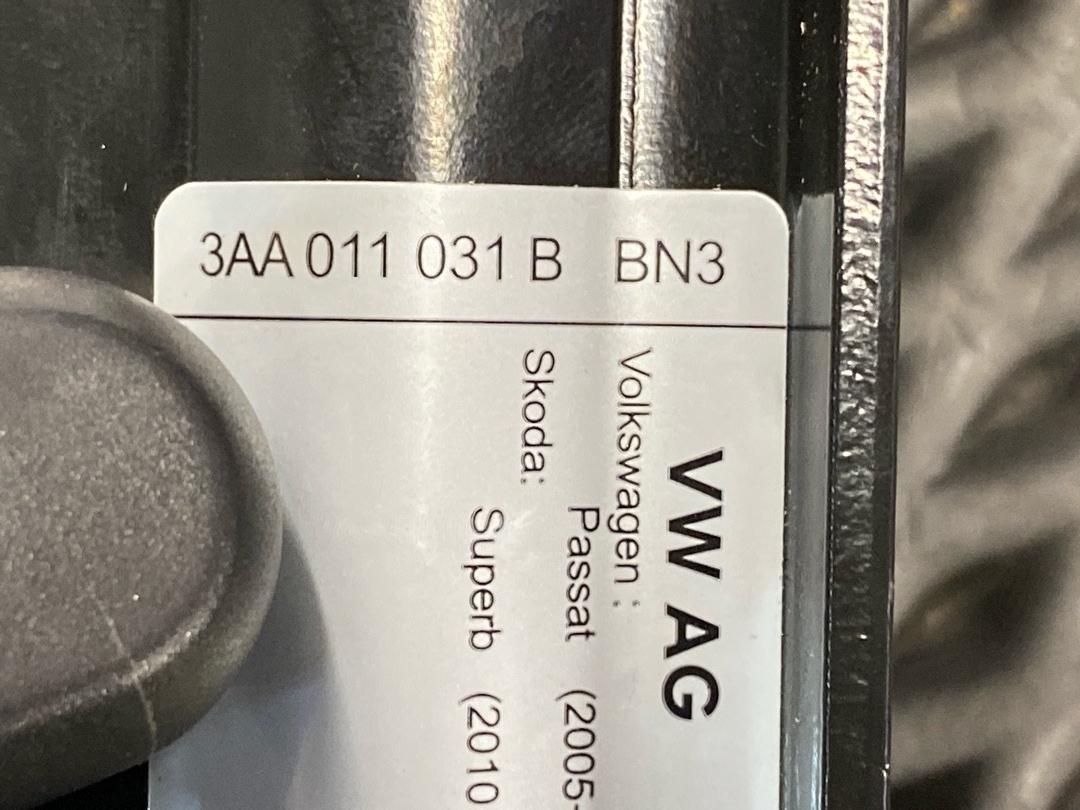 3AA 011 031 B BN3
VW AG
Volkswagen :
Passat (2005-
Skoda:
Superb (2010